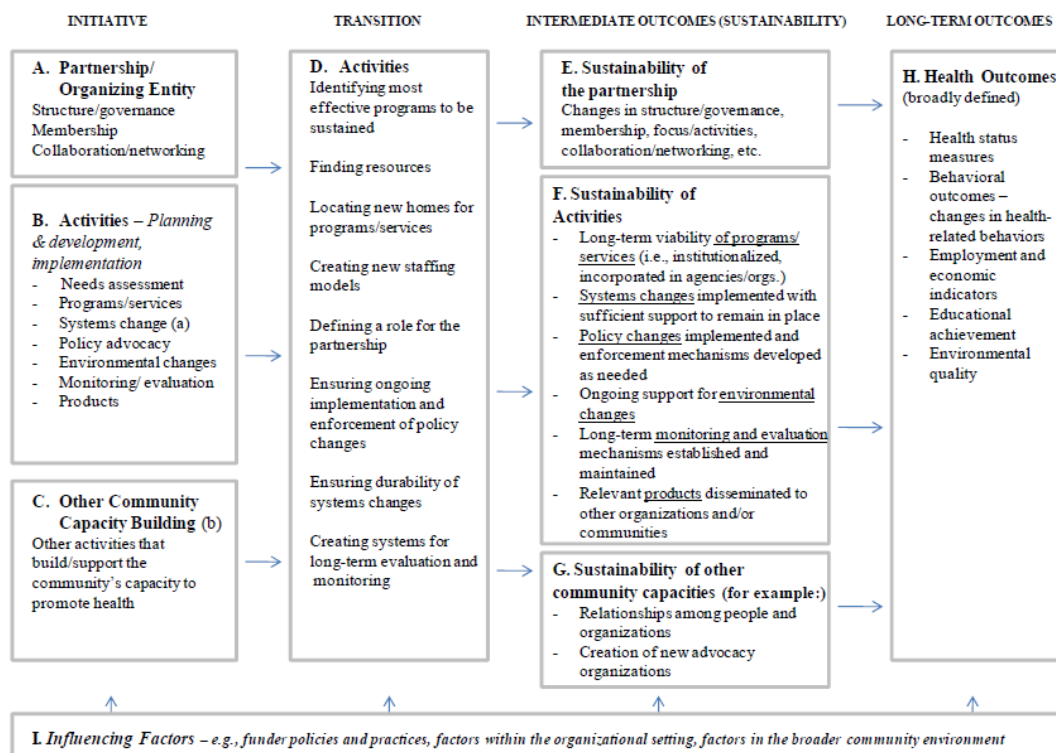 INITIATIVE
TRANSITION
INTERMEDIATE OUTCOMES (SUSTAINABILITY)
LONG-TERM OUTCOMES
A. Partnership/
Organizing Entity
Structure/governance
Membership
Collaboration/networking
B. Activities – Planning
& development,
implementation
- Needs assessment
- Programs/services
- Systems change (a)
- Policy advocacy
- Environmental changes
- Monitoring/ evaluation
- Products
C. Other Community
Capacity Building (b)
Other activities that
build/support the
community's capacity to
promote health
D. Activities
Identifying most
effective programs to be
sustained
Finding resources
Locating new homes for
programs/services
Creating new staffing
models
Defining a role for the
partnership
Ensuring ongoing
implementation and
enforcement of policy
changes
Ensuring durability of
systems changes
Creating systems for
long-term evaluation and
monitoring
E. Sustainability of
the partnership
Changes in structure/governance,
membership, focus/activities,
collaboration/networking, etc.
F. Sustainability of
Activities
- Long-term viability of programs/
services (i.e., institutionalized,
incorporated in agencies/orgs.)
- Systems changes implemented with
sufficient support to remain in place
- Policy changes implemented and
enforcement mechanisms developed
as needed
- Ongoing support for environmental
changes
- Long-term monitoring and evaluation
mechanisms established and
maintained
- Relevant products disseminated to
other organizations and/or
communities
G. Sustainability of other
community capacities (for example:)
- Relationships among people and
organizations
- Creation of new advocacy
organizations
H. Health Outcomes
(broadly defined)
- Health status
measures
- Behavioral
outcomes –
changes in health-
related behaviors
- Employment and
economic
indicators
- Educational
achievement
- Environmental
quality
I. Influencing Factors – e.g., funder policies and practices, factors within the organizational setting, factors in the broader community environment